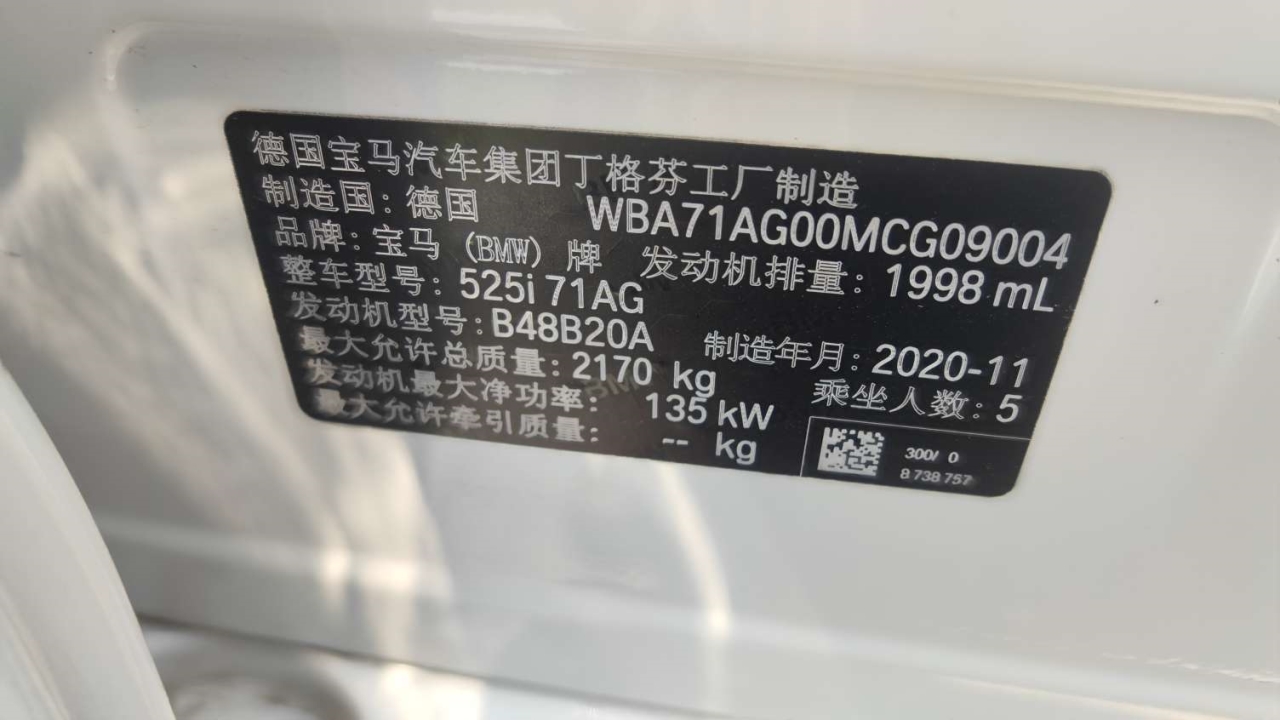 德国宝马汽车集团丁格芬工厂制造
制造国：德国 WBA71AG00MCG09004
品牌：宝马 (BMW) 牌 发动机排量：1998 mL
整车型号：525i 71AG
发动机型号：B48B20A 制造年月：2020-11
最大允许总质量：2170 kg 乘坐人数：5
发动机最大净功率： 135 kW
最大允许牵引质量： -- kg
300/ 0
8 738 757